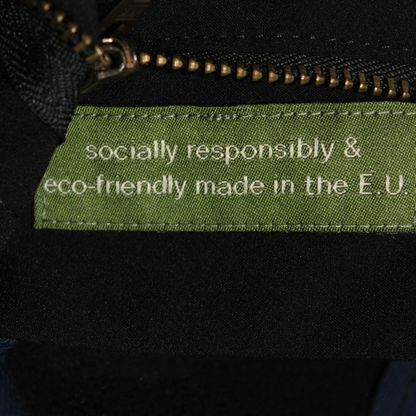 socially responsibly &
eco-friendly made in the E.U.